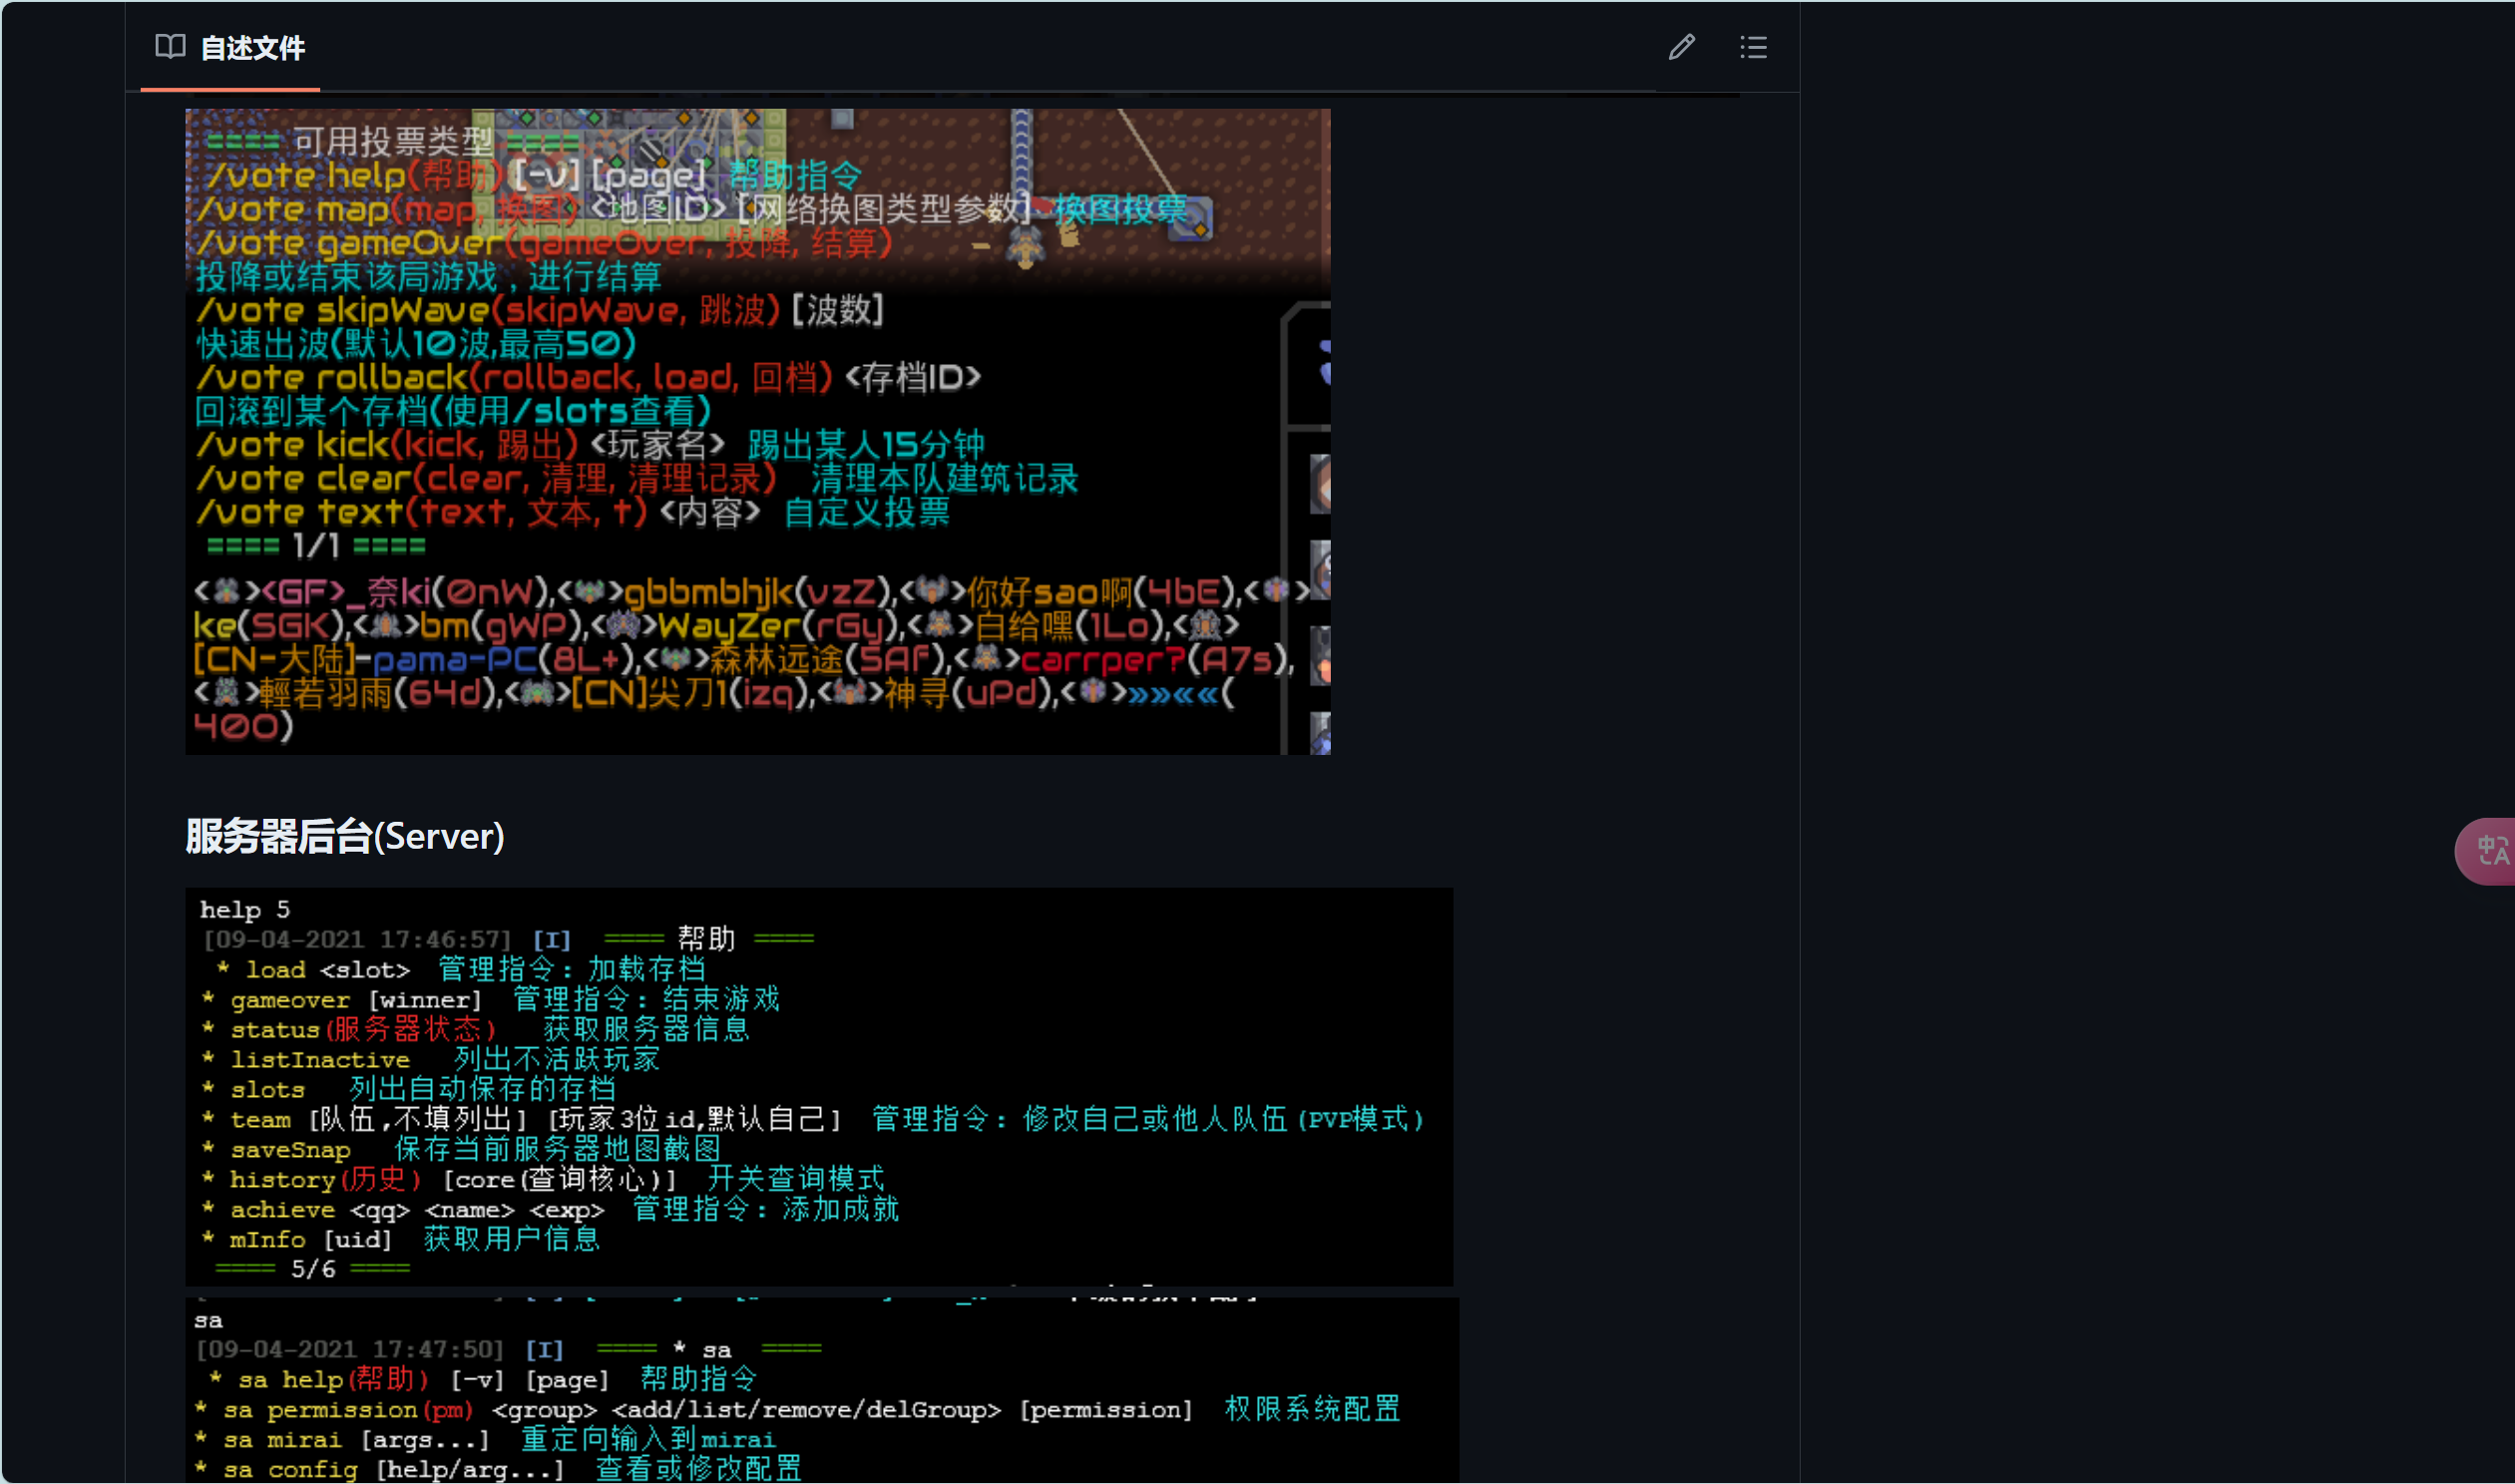 自述文件
==== 可用投票类型 ====
/vote help(帮助) [-v] [page] 帮助指令
/vote map(map, 换图) <地图ID> [网络换图类型参数] 换图投票
/vote gameOver(gameOver, 投降, 结算)
投降或结束该局游戏，进行结算
/vote skipWave(skipWave, 跳波) [波数]
快速出波(默认10波,最高50)
/vote rollback(rollback, load, 回档) <存档ID>
回滚到某个存档(使用/slots查看)
/vote kick(kick, 踢出) <玩家名> 踢出某人15分钟
/vote clear(clear, 清理, 清理记录) 清理本队建筑记录
/vote text(text, 文本, t) <内容> 自定义投票
==== 1/1 ====
< ><GF>_奈ki(0nW),< >gbbmbhjk(vzZ),< >你好sao啊(4bE),< >
ke(SGK),< >bm(gWP),< >WayZer(rGy),< >白给嘿(1Lo),< >
[CN-大陆]-pama-PC(8L+),< >森林远途(5Af),< >carrper?(A7s),
< >輕若羽雨(64d),< >[CN]尖刀1(izq),< >神寻(uPd),< >»»««(
400)
服务器后台(Server)
help 5
[09-04-2021 17:46:57] [I] ==== 帮助 ====
* load <slot> 管理指令: 加载存档
* gameover [winner] 管理指令: 结束游戏
* status(服务器状态) 获取服务器信息
* listInactive 列出不活跃玩家
* slots 列出自动保存的存档
* team [队伍,不填列出] [玩家3位id,默认自己] 管理指令: 修改自己或他人队伍(PVP模式)
* saveSnap 保存当前服务器地图截图
* history(历史) [core(查询核心)] 开关查询模式
* achieve <qq> <name> <exp> 管理指令: 添加成就
* mInfo [uid] 获取用户信息
==== 5/6 ====
sa
[09-04-2021 17:47:50] [I] ==== * sa ====
* sa help(帮助) [-v] [page] 帮助指令
* sa permission(pm) <group> <add/list/remove/delGroup> [permission] 权限系统配置
* sa mirai [args...] 重定向输入到mirai
* sa config [help/arg...] 查看或修改配置